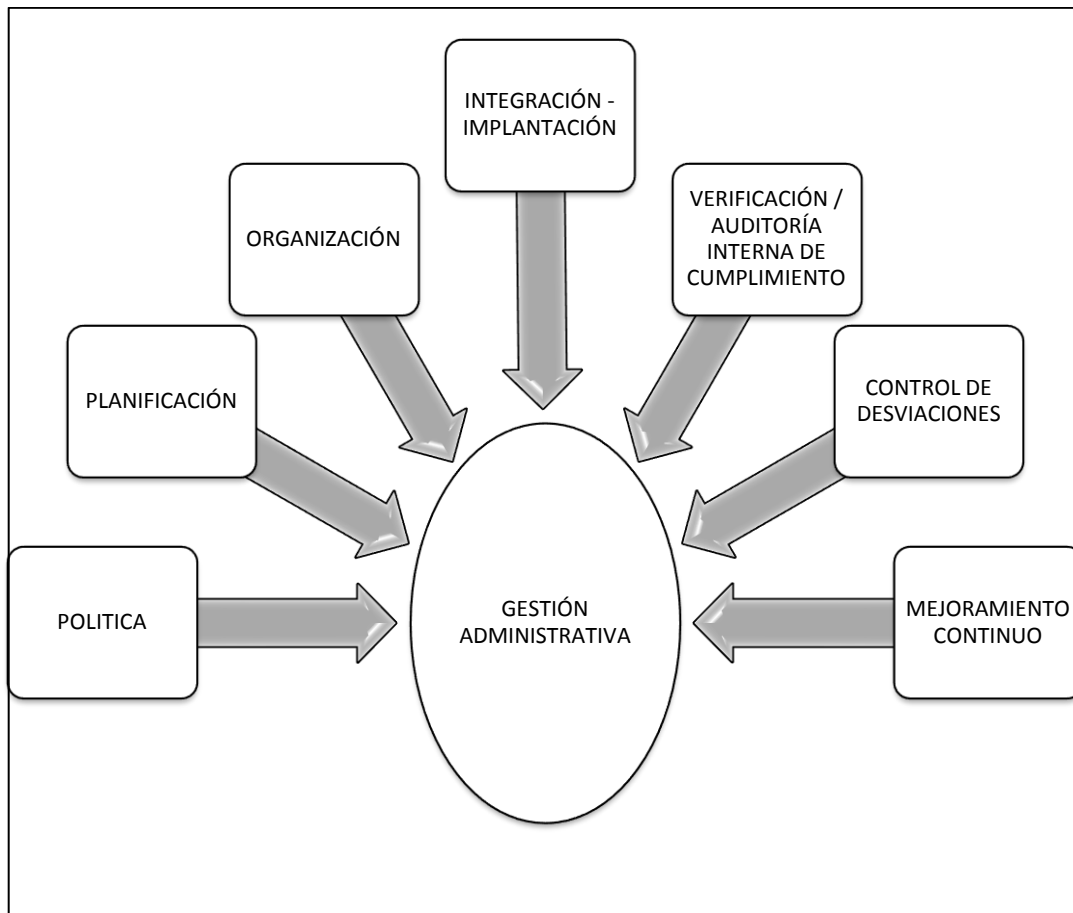 INTEGRACIÓN -
IMPLANTACIÓN
ORGANIZACIÓN
VERIFICACIÓN /
AUDITORÍA
INTERNA DE
CUMPLIMIENTO
PLANIFICACIÓN
CONTROL DE
DESVIACIONES
POLITICA
GESTIÓN
ADMINISTRATIVA
MEJORAMIENTO
CONTINUO